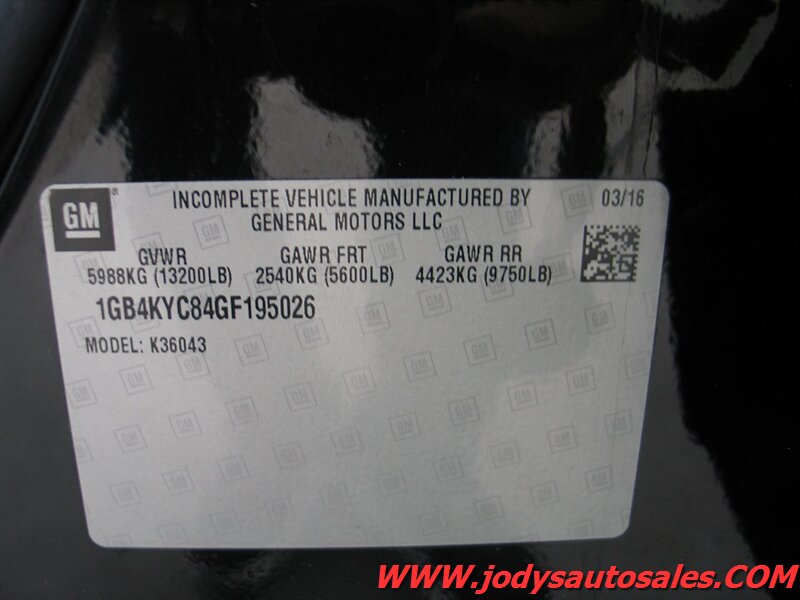 GM ® INCOMPLETE VEHICLE MANUFACTURED BY 03/16
GENERAL MOTORS LLC
GVWR GAWR FRT GAWR RR
5988KG (13200LB) 2540KG (5600LB) 4423KG (9750LB)
1GB4KYC84GF195026
MODEL: K36043
www.jodysautosales.COM